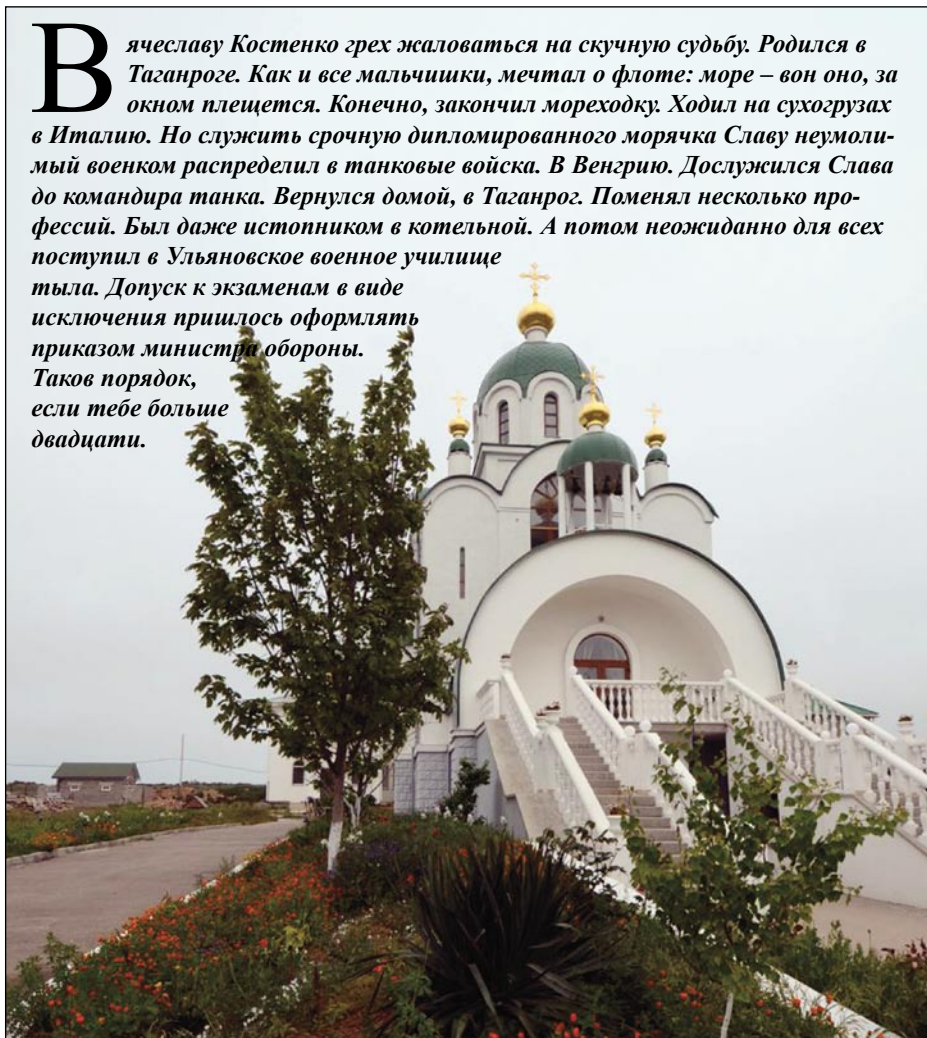 Вячеславу Костенко грех жаловаться на скучную судьбу. Родился в
Таганроге. Как и все мальчишки, мечтал о флоте: море – вон оно, за
окном плещется. Конечно, закончил мореходку. Ходил на сухогрузах
в Италию. Но служить срочную дипломированного морячка Славу неумоли-
мый военком распределил в танковые войска. В Венгрию. Дослужился Слава
до командира танка. Вернулся домой, в Таганрог. Поменял несколько про-
фессий. Был даже истопником в котельной. А потом неожиданно для всех
поступил в Ульяновское военное училище
тыла. Допуск к экзаменам в виде
исключения пришлось оформлять
приказом министра обороны.
Таков порядок,
если тебе больше
двадцати.